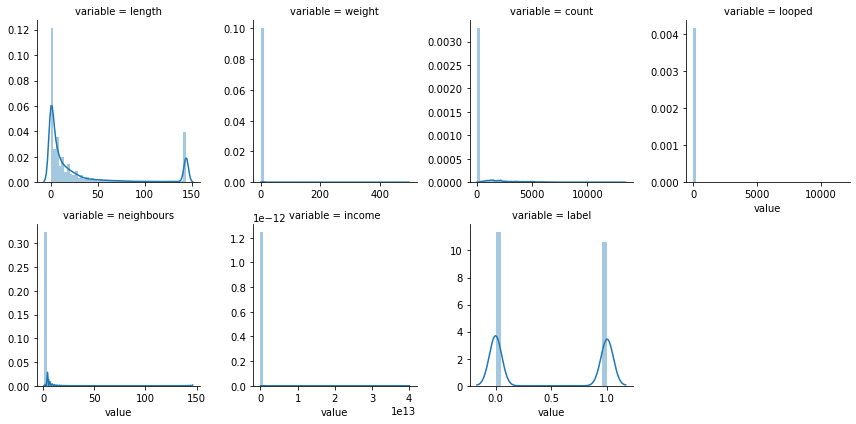 variable = length
variable = weight
variable = count
variable = looped
0.12
0.10
0.08
0.06
0.04
0.02
0.00
0 50 100 150
0.10
0.08
0.06
0.04
0.02
0.00
0 200 400
0.0030
0.0025
0.0020
0.0015
0.0010
0.0005
0.0000
0 5000 10000
0.004
0.003
0.002
0.001
0.000
0 5000 10000
value
variable = neighbours
1e−12
variable = income
variable = label
0.30
0.25
0.20
0.15
0.10
0.05
0.00
0 50 100 150
value
1.2
1.0
0.8
0.6
0.4
0.2
0.0
0 1 2 3 4
1e13
value
10
8
6
4
2
0
0.0 0.5 1.0
value